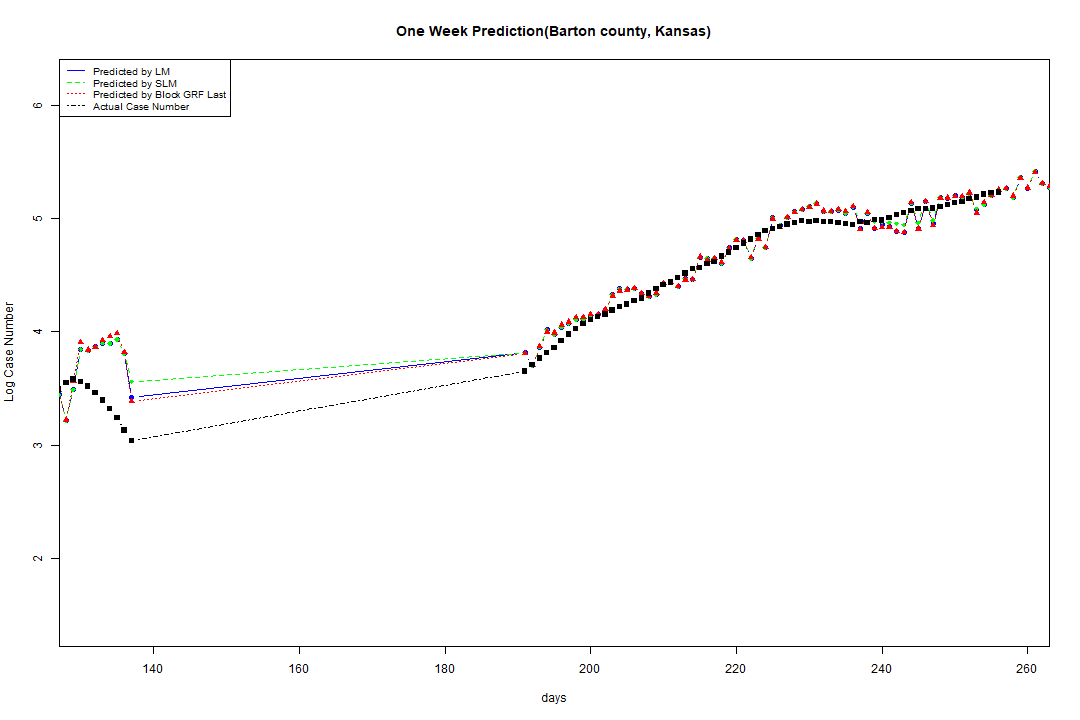 One Week Prediction(Barton county, Kansas)
Predicted by LM
Predicted by SLM
Predicted by Block GRF Last
Actual Case Number
6
5
4
3
2
Log Case Number
140 160 180 200 220 240 260
days